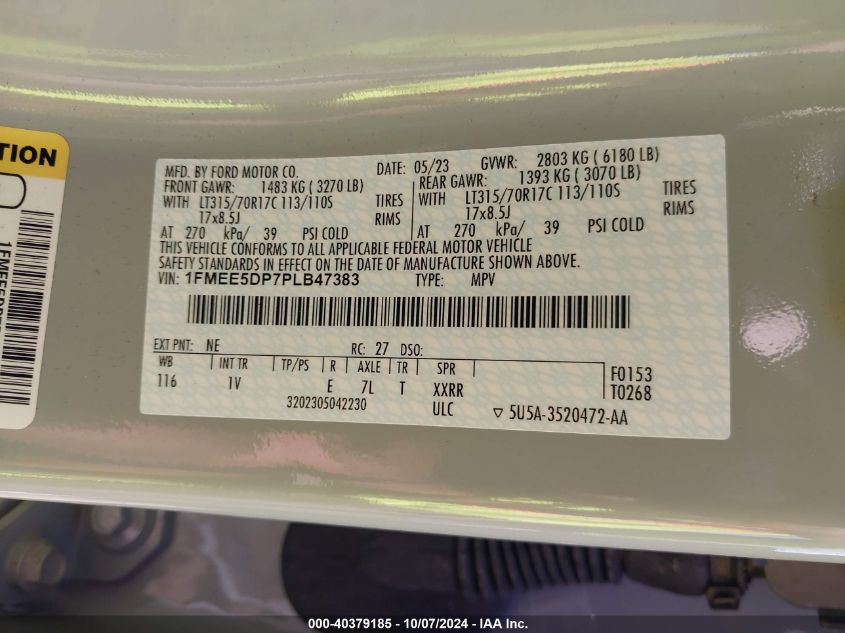 TION
1FMEE5DP7
MFD. BY FORD MOTOR CO. DATE: 05/23 GVWR: 2803 KG ( 6180 LB)
FRONT GAWR: 1483 KG ( 3270 LB) REAR GAWR: 1393 KG ( 3070 LB)
WITH LT315/70R17C 113/110S TIRES WITH LT315/70R17C 113/110S TIRES
17x8.5J RIMS 17x8.5J RIMS
AT 270 kPa/ 39 PSI COLD AT 270 kPa/ 39 PSI COLD
THIS VEHICLE CONFORMS TO ALL APPLICABLE FEDERAL MOTOR VEHICLE
SAFETY STANDARDS IN EFFECT ON THE DATE OF MANUFACTURE SHOWN ABOVE.
VIN: 1FMEE5DP7PLB47383 TYPE: MPV
EXT PNT: NE RC: 27 DSO:
WB INT TR TP/PS R AXLE TR SPR F0153
116 1V E 7L T XXRR T0268
3202305042230 ULC ▽ 5U5A-3520472-AA
000-40379185 - 10/07/2024 - IAA Inc.